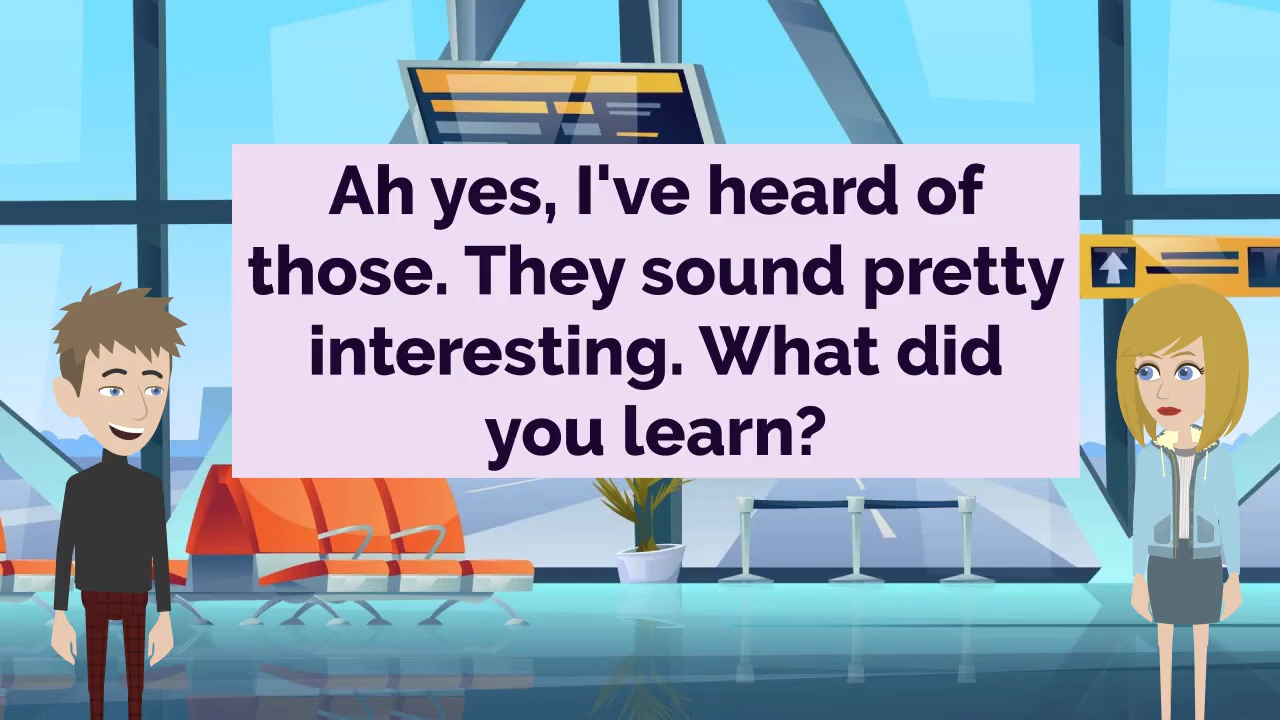 Ah yes, I've heard of
those. They sound pretty
interesting. What did
you learn?